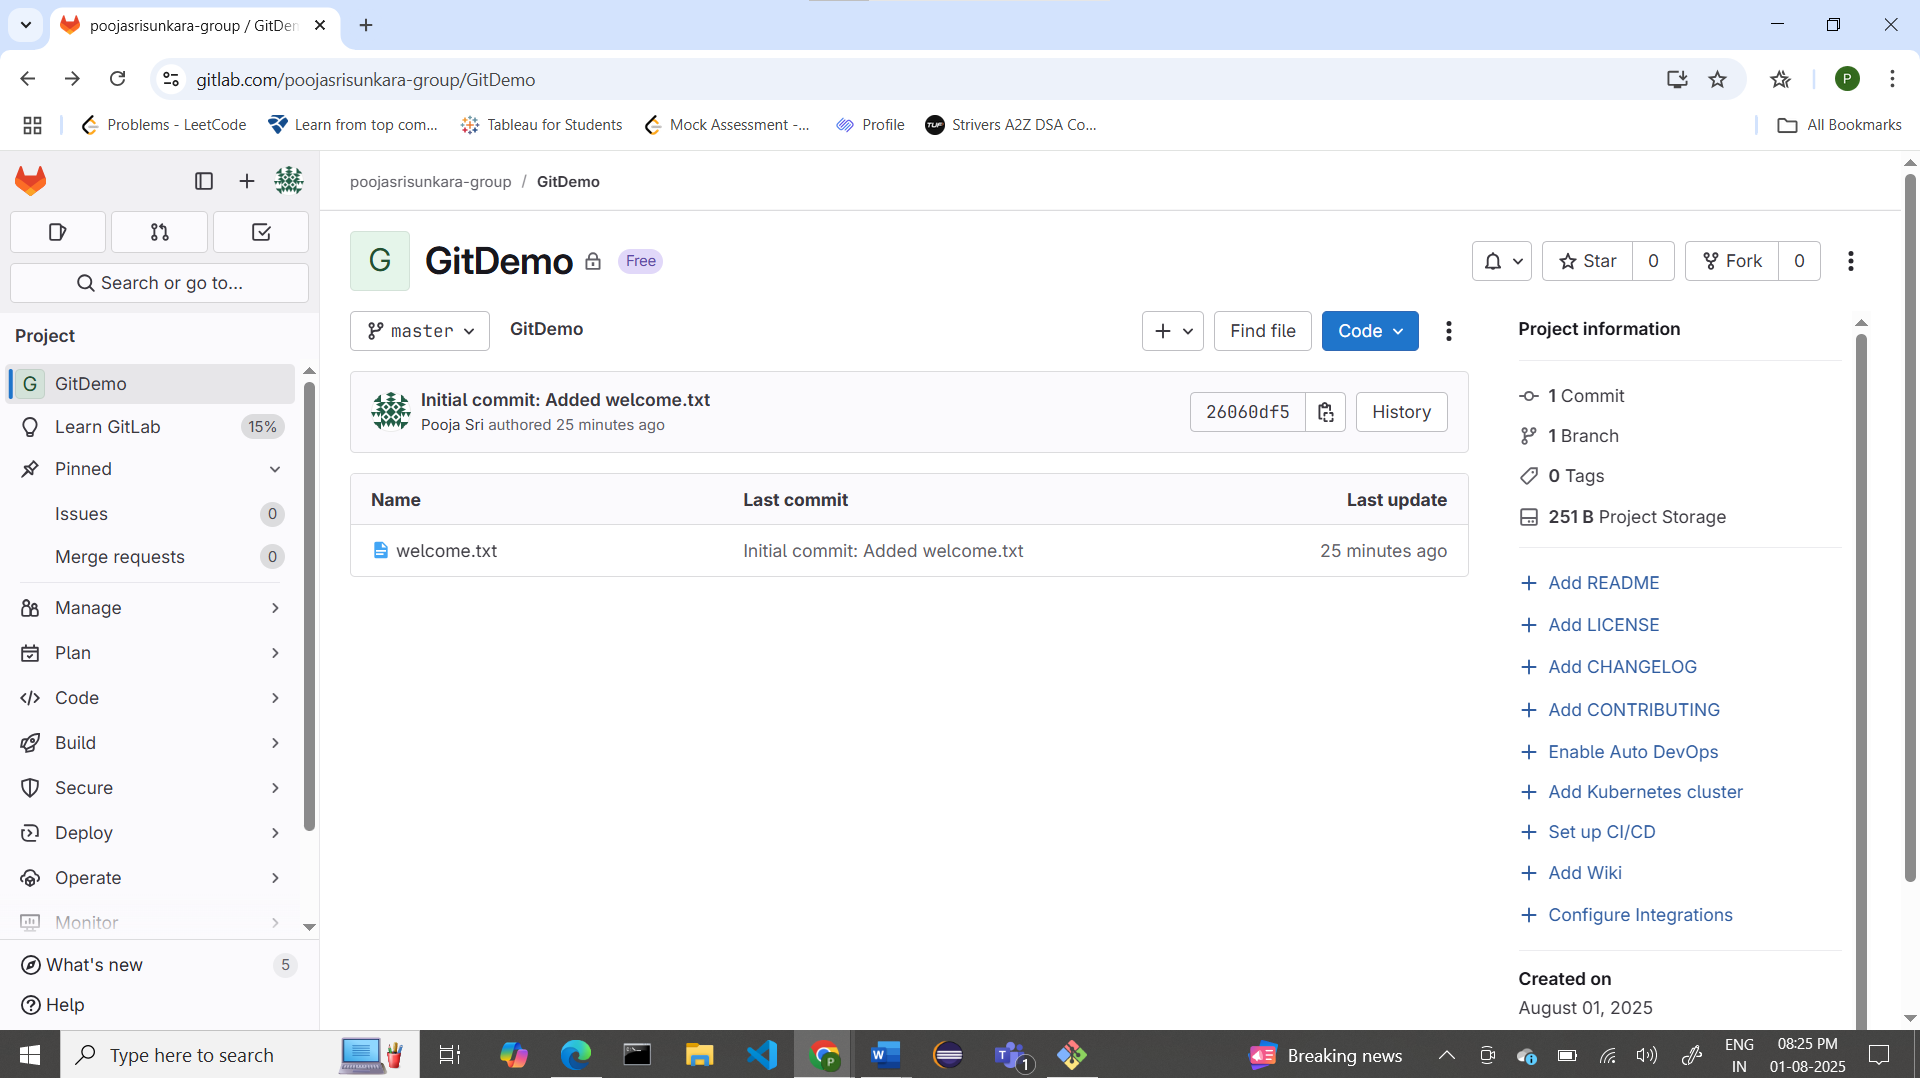 poojasrisunkara-group / GitDem
gitlab.com/poojasrisunkara-group/GitDemo
P
Problems - LeetCode
Learn from top com...
Tableau for Students
Mock Assessment -...
Profile
TUF
Strivers A2Z DSA Co...
All Bookmarks
poojasrisunkara-group / GitDemo
Search or go to...
G
GitDemo
Free
Star
0
Fork
0
Project
G
GitDemo
Learn GitLab
15%
Pinned
Issues
0
Merge requests
0
Manage
Plan
Code
Build
Secure
Deploy
Operate
Monitor
What's new
5
Help
master
GitDemo
Find file
Code
Initial commit: Added welcome.txt
Pooja Sri authored 25 minutes ago
26060df5
History
Name
Last commit
Last update
welcome.txt
Initial commit: Added welcome.txt
25 minutes ago
Project information
1 Commit
1 Branch
0 Tags
251 B Project Storage
Add README
Add LICENSE
Add CHANGELOG
Add CONTRIBUTING
Enable Auto DevOps
Add Kubernetes cluster
Set up CI/CD
Add Wiki
Configure Integrations
Created on
August 01, 2025
Type here to search
P
W
T
1
Breaking news
ENG
IN
08:25 PM
01-08-2025